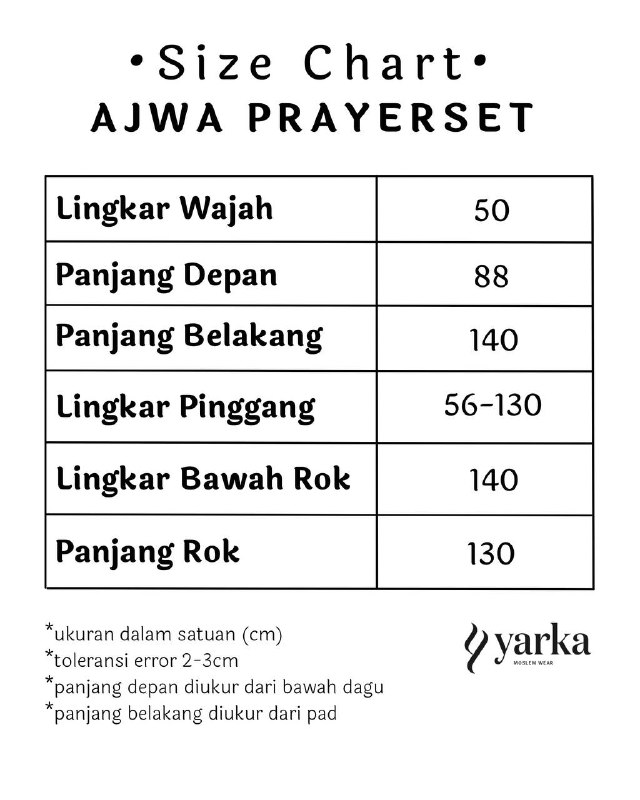 •Size Chart•
AJWA PRAYERSET
Lingkar Wajah 50
Panjang Depan 88
Panjang Belakang 140
Lingkar Pinggang 56-130
Lingkar Bawah Rok 140
Panjang Rok 130
*ukuran dalam satuan (cm)
*toleransi error 2-3cm
*panjang depan diukur dari bawah dagu
*panjang belakang diukur dari pad
yarka
MOSLEM WEAR